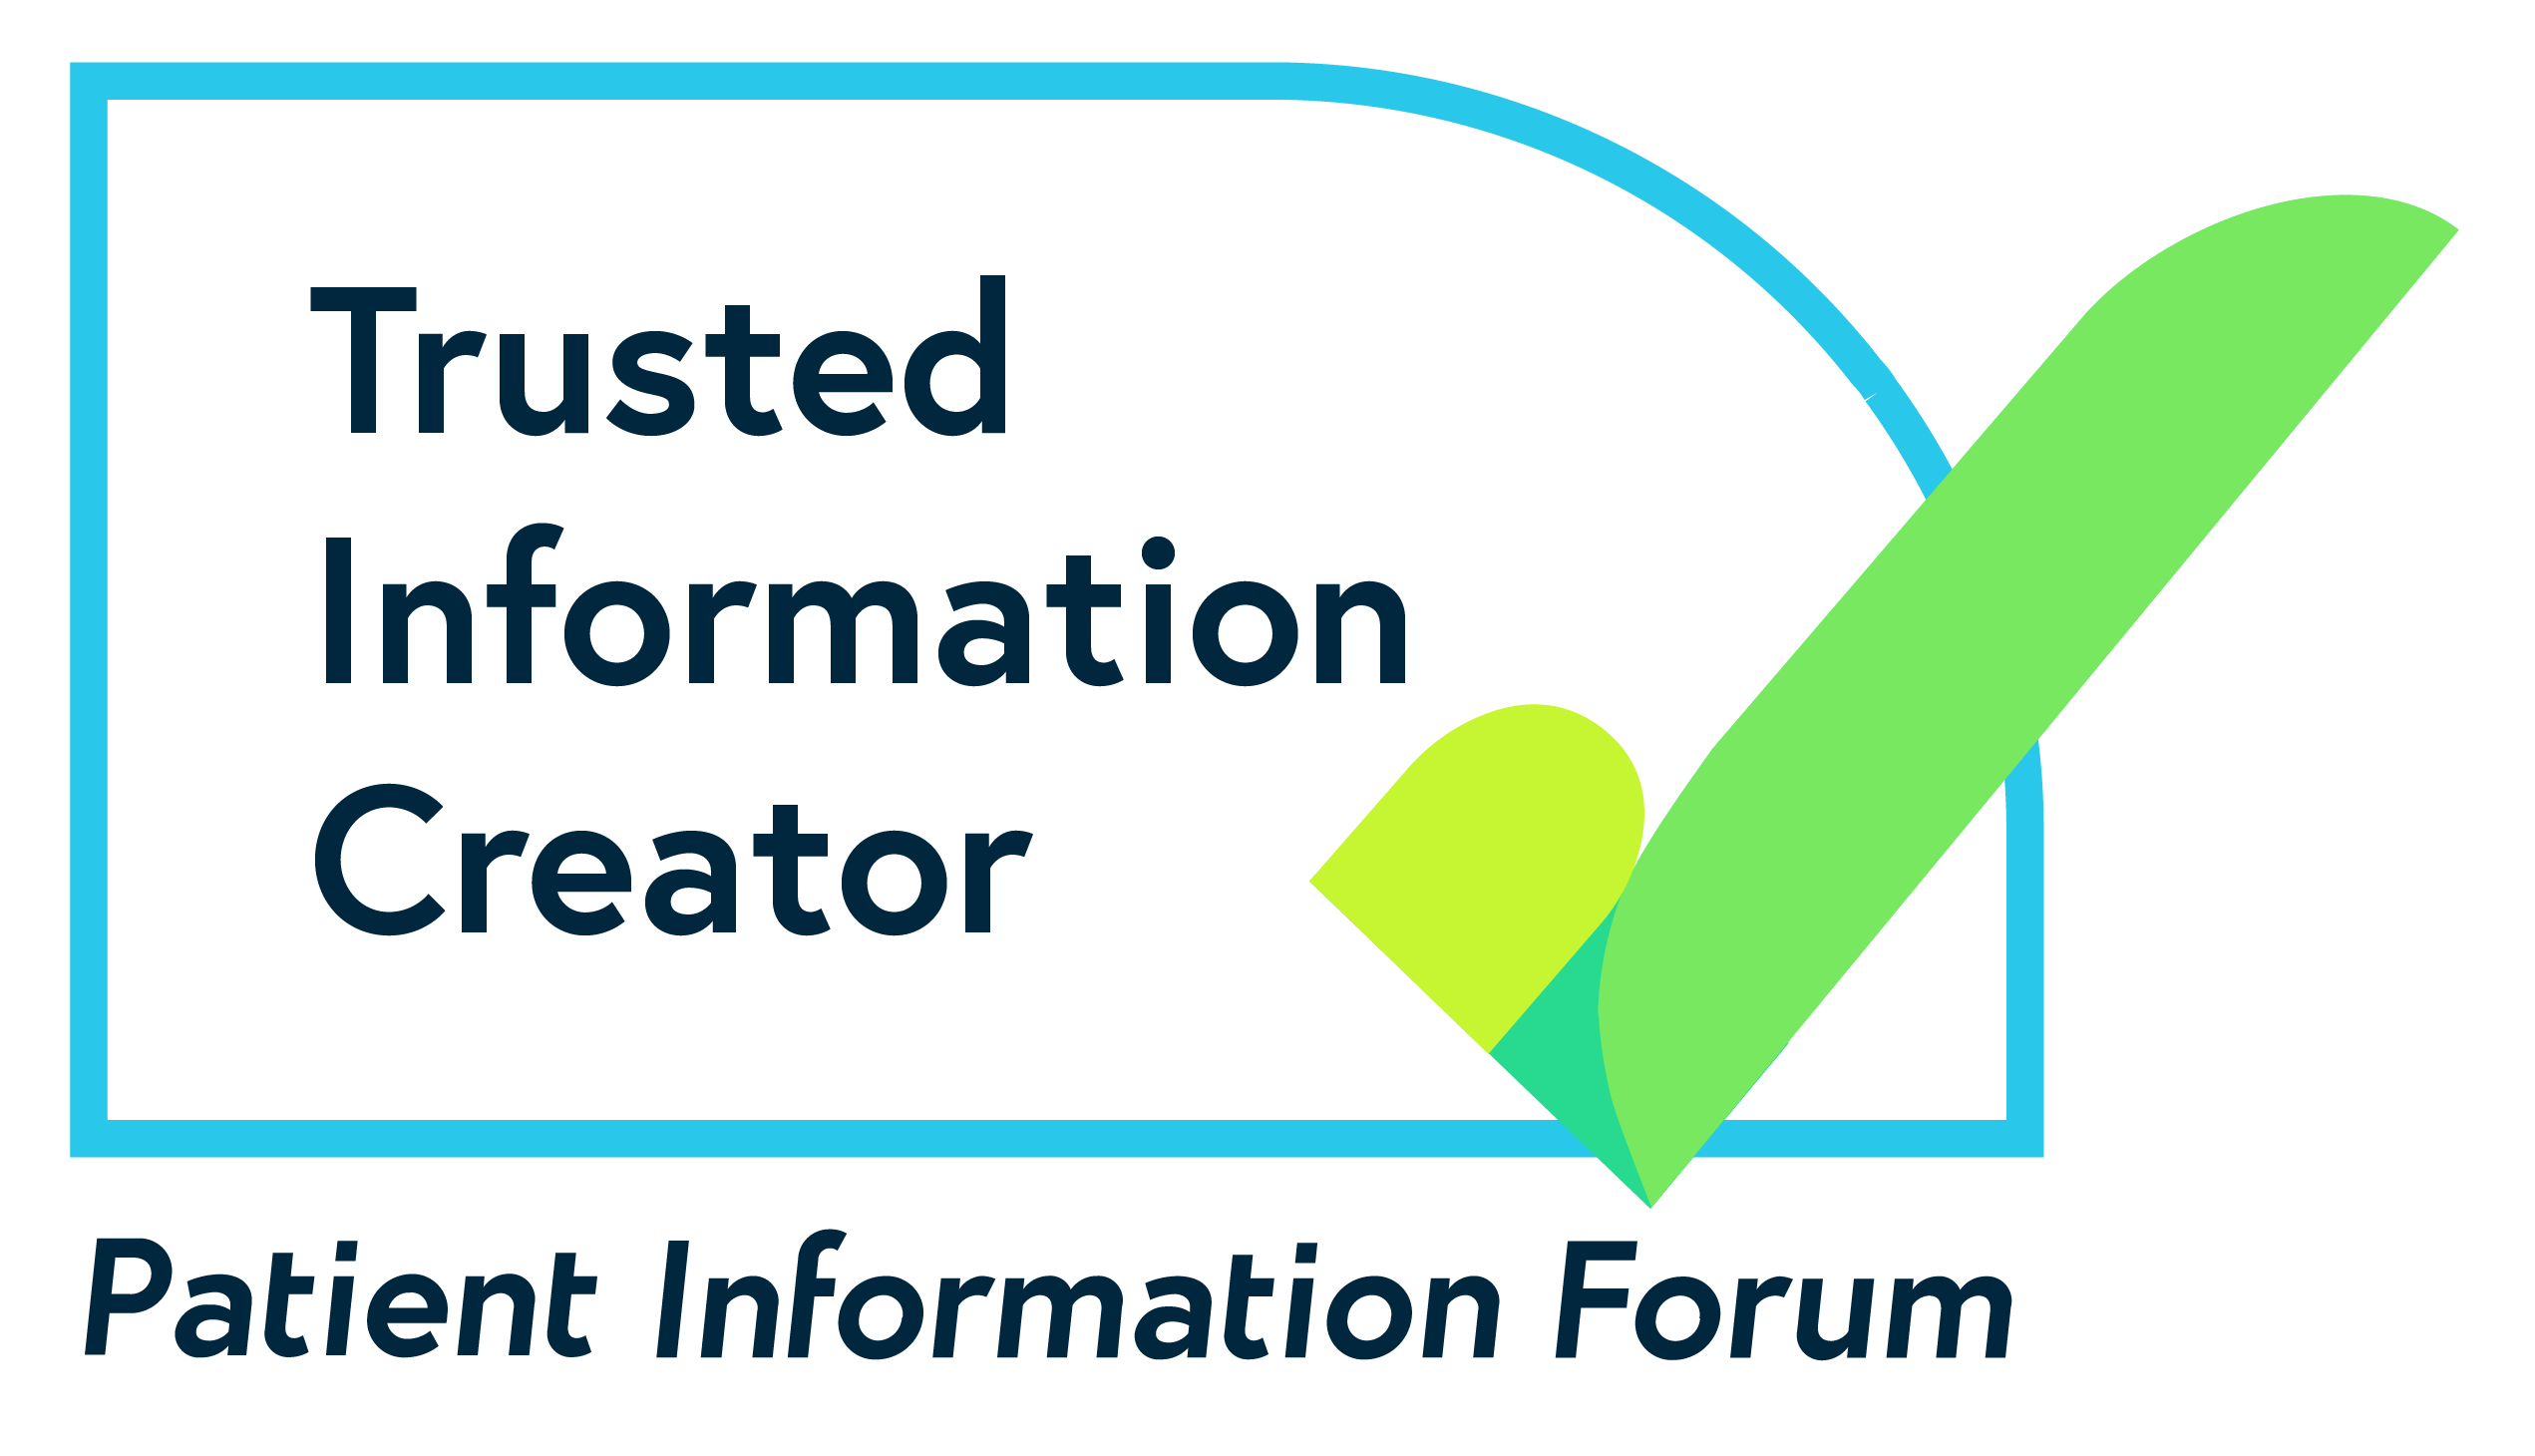 Trusted
Information
Creator
Patient Information Forum